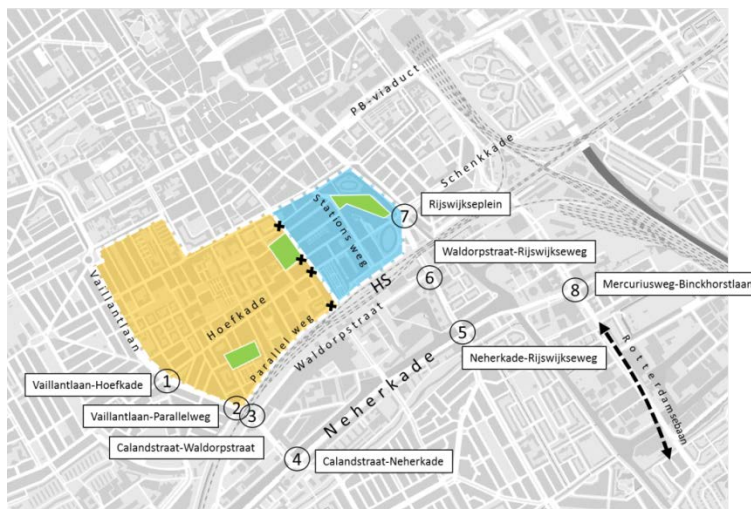 PB-viaduct
Schenkkade
7
Rijswijkseplein
Stationsweg
Waldorpstraat-Rijswijkseweg
HS
6
Vaillantlaan
Hoefkade
8
Mercuriusweg-Binckhorstlaan
Parallel weg
Waldorpstraat
5
Neherkade-Rijswijkseweg
Neherkade
Rotterdamsebaan
Vaillantlaan-Hoefkade
1
Vaillantlaan-Parallelweg
2
3
Calandstraat-Waldorpstraat
4
Calandstraat-Neherkade